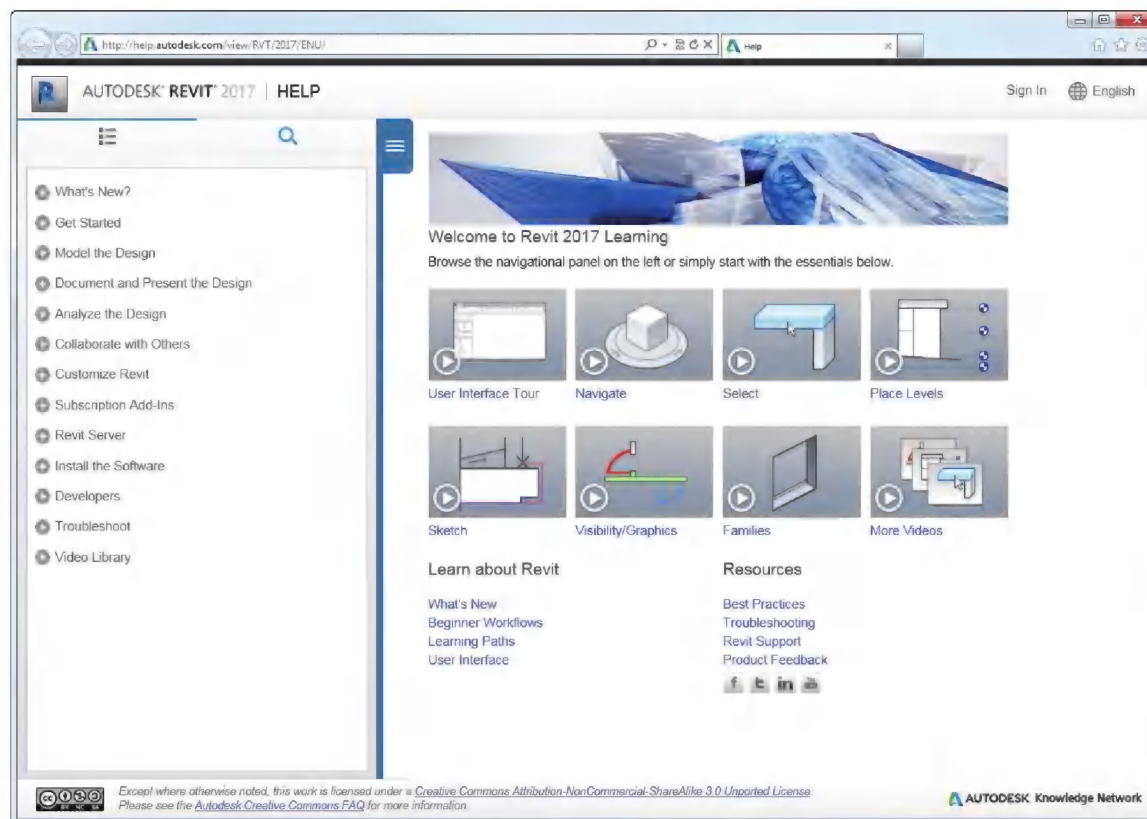 http://help.autodesk.com/view/RVT/2017/ENU/
Help
AUTODESK® REVIT® 2017 | HELP
Sign In
English
What's New?
Get Started
Model the Design
Document and Present the Design
Analyze the Design
Collaborate with Others
Customize Revit
Subscription Add-Ins
Revit Server
Install the Software
Developers
Troubleshoot
Video Library
Welcome to Revit 2017 Learning
Browse the navigational panel on the left or simply start with the essentials below.
User Interface Tour
Navigate
Select
Place Levels
Sketch
Visibility/Graphics
Families
More Videos
Learn about Revit
What's New
Beginner Workflows
Learning Paths
User Interface
Resources
Best Practices
Troubleshooting
Revit Support
Product Feedback
cc BY NC SA
Except where otherwise noted, this work is licensed under a Creative Commons Attribution-NonCommercial-ShareAlike 3.0 Unported License
Please see the Autodesk Creative Commons FAQ for more information
AUTODESK Knowledge Network